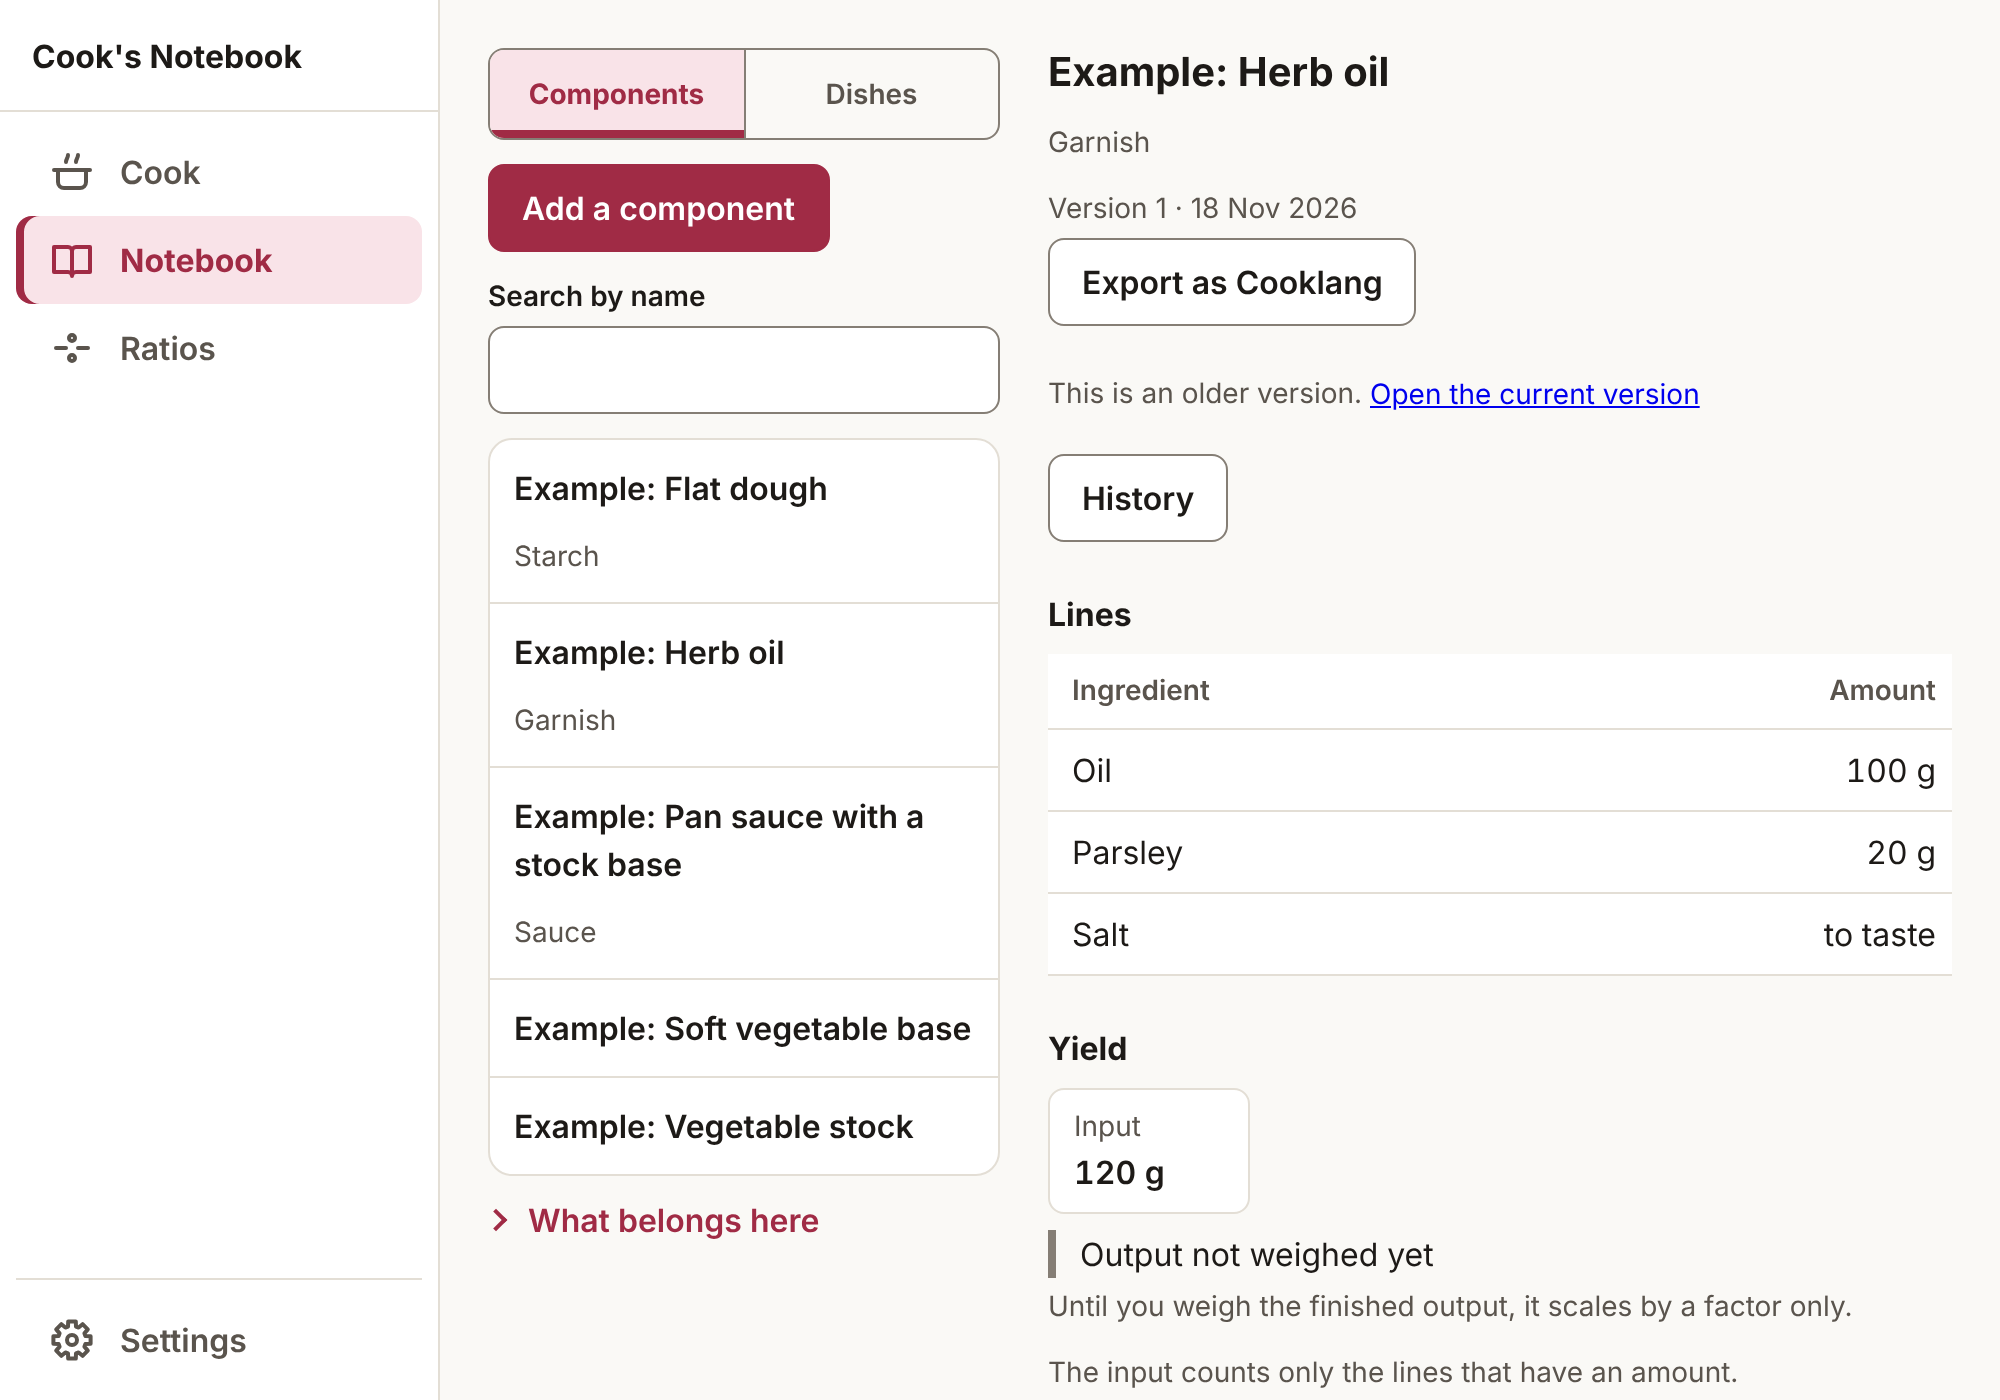 Cook's Notebook
Cook
Notebook
Ratios
Settings
Components
Dishes
Add a component
Search by name
Example: Flat dough
Starch
Example: Herb oil
Garnish
Example: Pan sauce with a
stock base
Sauce
Example: Soft vegetable base
Example: Vegetable stock
What belongs here
Example: Herb oil
Garnish
Version 1 · 18 Nov 2026
Export as Cooklang
This is an older version. Open the current version
History
Lines
Ingredient Amount
Oil 100 g
Parsley 20 g
Salt to taste
Yield
Input
120 g
Output not weighed yet
Until you weigh the finished output, it scales by a factor only.
The input counts only the lines that have an amount.